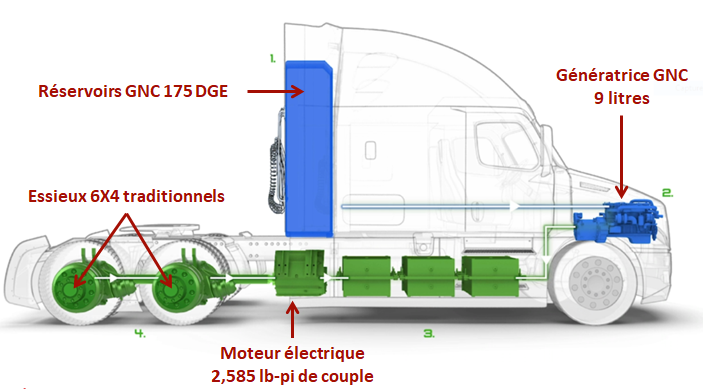 1.
Réservoirs GNC 175 DGE
Génératrice GNC
9 litres
2.
Essieux 6X4 traditionnels
4.
3.
Moteur électrique
2,585 lb-pi de couple